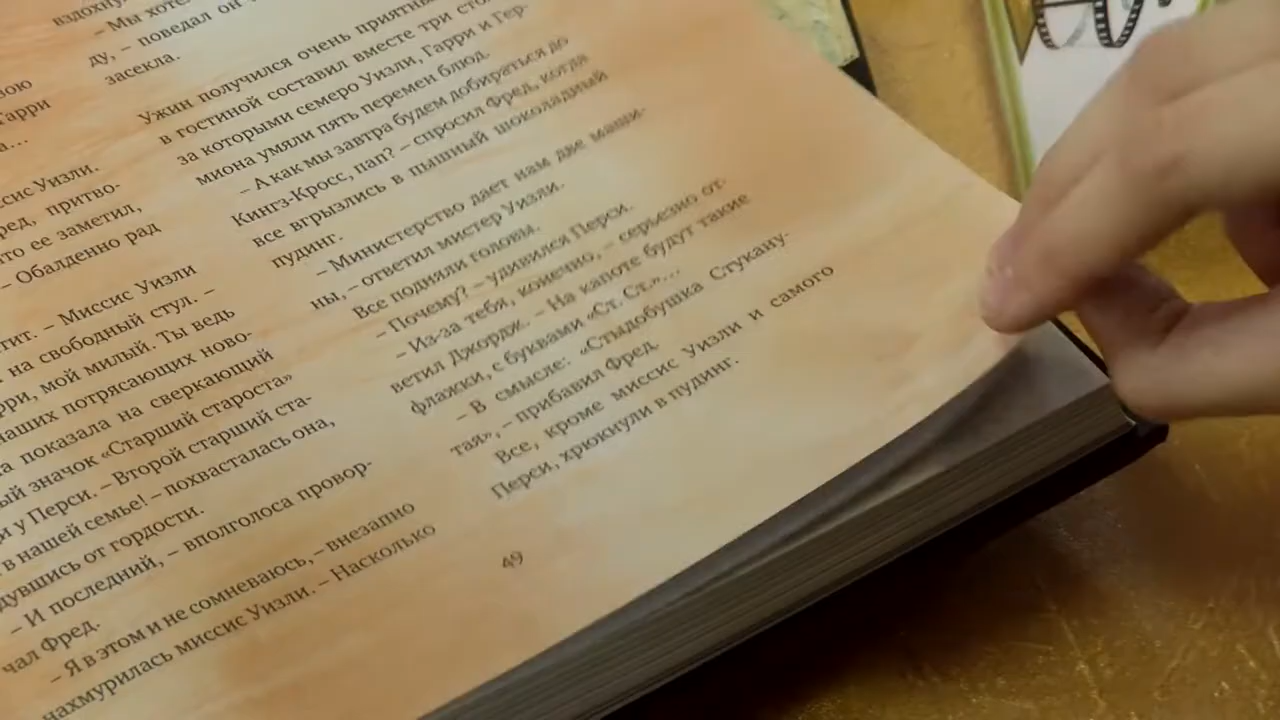 вздохну
вою
Гарри
а...
ссис Уизли.
ред, притво-
то ее заметил,
– Обалденно рад
тиг. – Миссис Уизли
на свободный стул. –
рри, мой милый. Ты ведь
наших потрясающих ново-
а показала на сверкающий
ый значок «Старший староста»
и у Перси. – Второй старший ста-
в нашей семье! – похвасталась она,
дувшись от гордости.
– И последний, – вполголоса провор-
чал Фред.
– Я в этом и не сомневаюсь, – внезапно
нахмурилась миссис Уизли. – Насколько
– Мы хоте
ду, – поведал он
засекла.
Ужин получился очень приятны
в гостиной составил вместе три сто
за которыми семеро Уизли, Гарри и Гер-
миона умяли пять перемен блюд.
– А как мы завтра будем добираться до
Кингз-Кросс, пап? – спросил Фред, когда
все вгрызлись в пышный шоколадный
пудинг.
– Министерство дает нам две маши-
ны, – ответил мистер Уизли.
Все подняли головы.
– Почему? – удивился Перси.
– Из-за тебя, конечно, – серьезно от-
ветил Джордж. – На капоте будут такие
флажки, с буквами «Ст. Ст.»...
– В смысле: «Стыдобушка Стукану-
тая», – прибавил Фред.
Все, кроме миссис Уизли и самого
Перси, хрюкнули в пудинг.
49